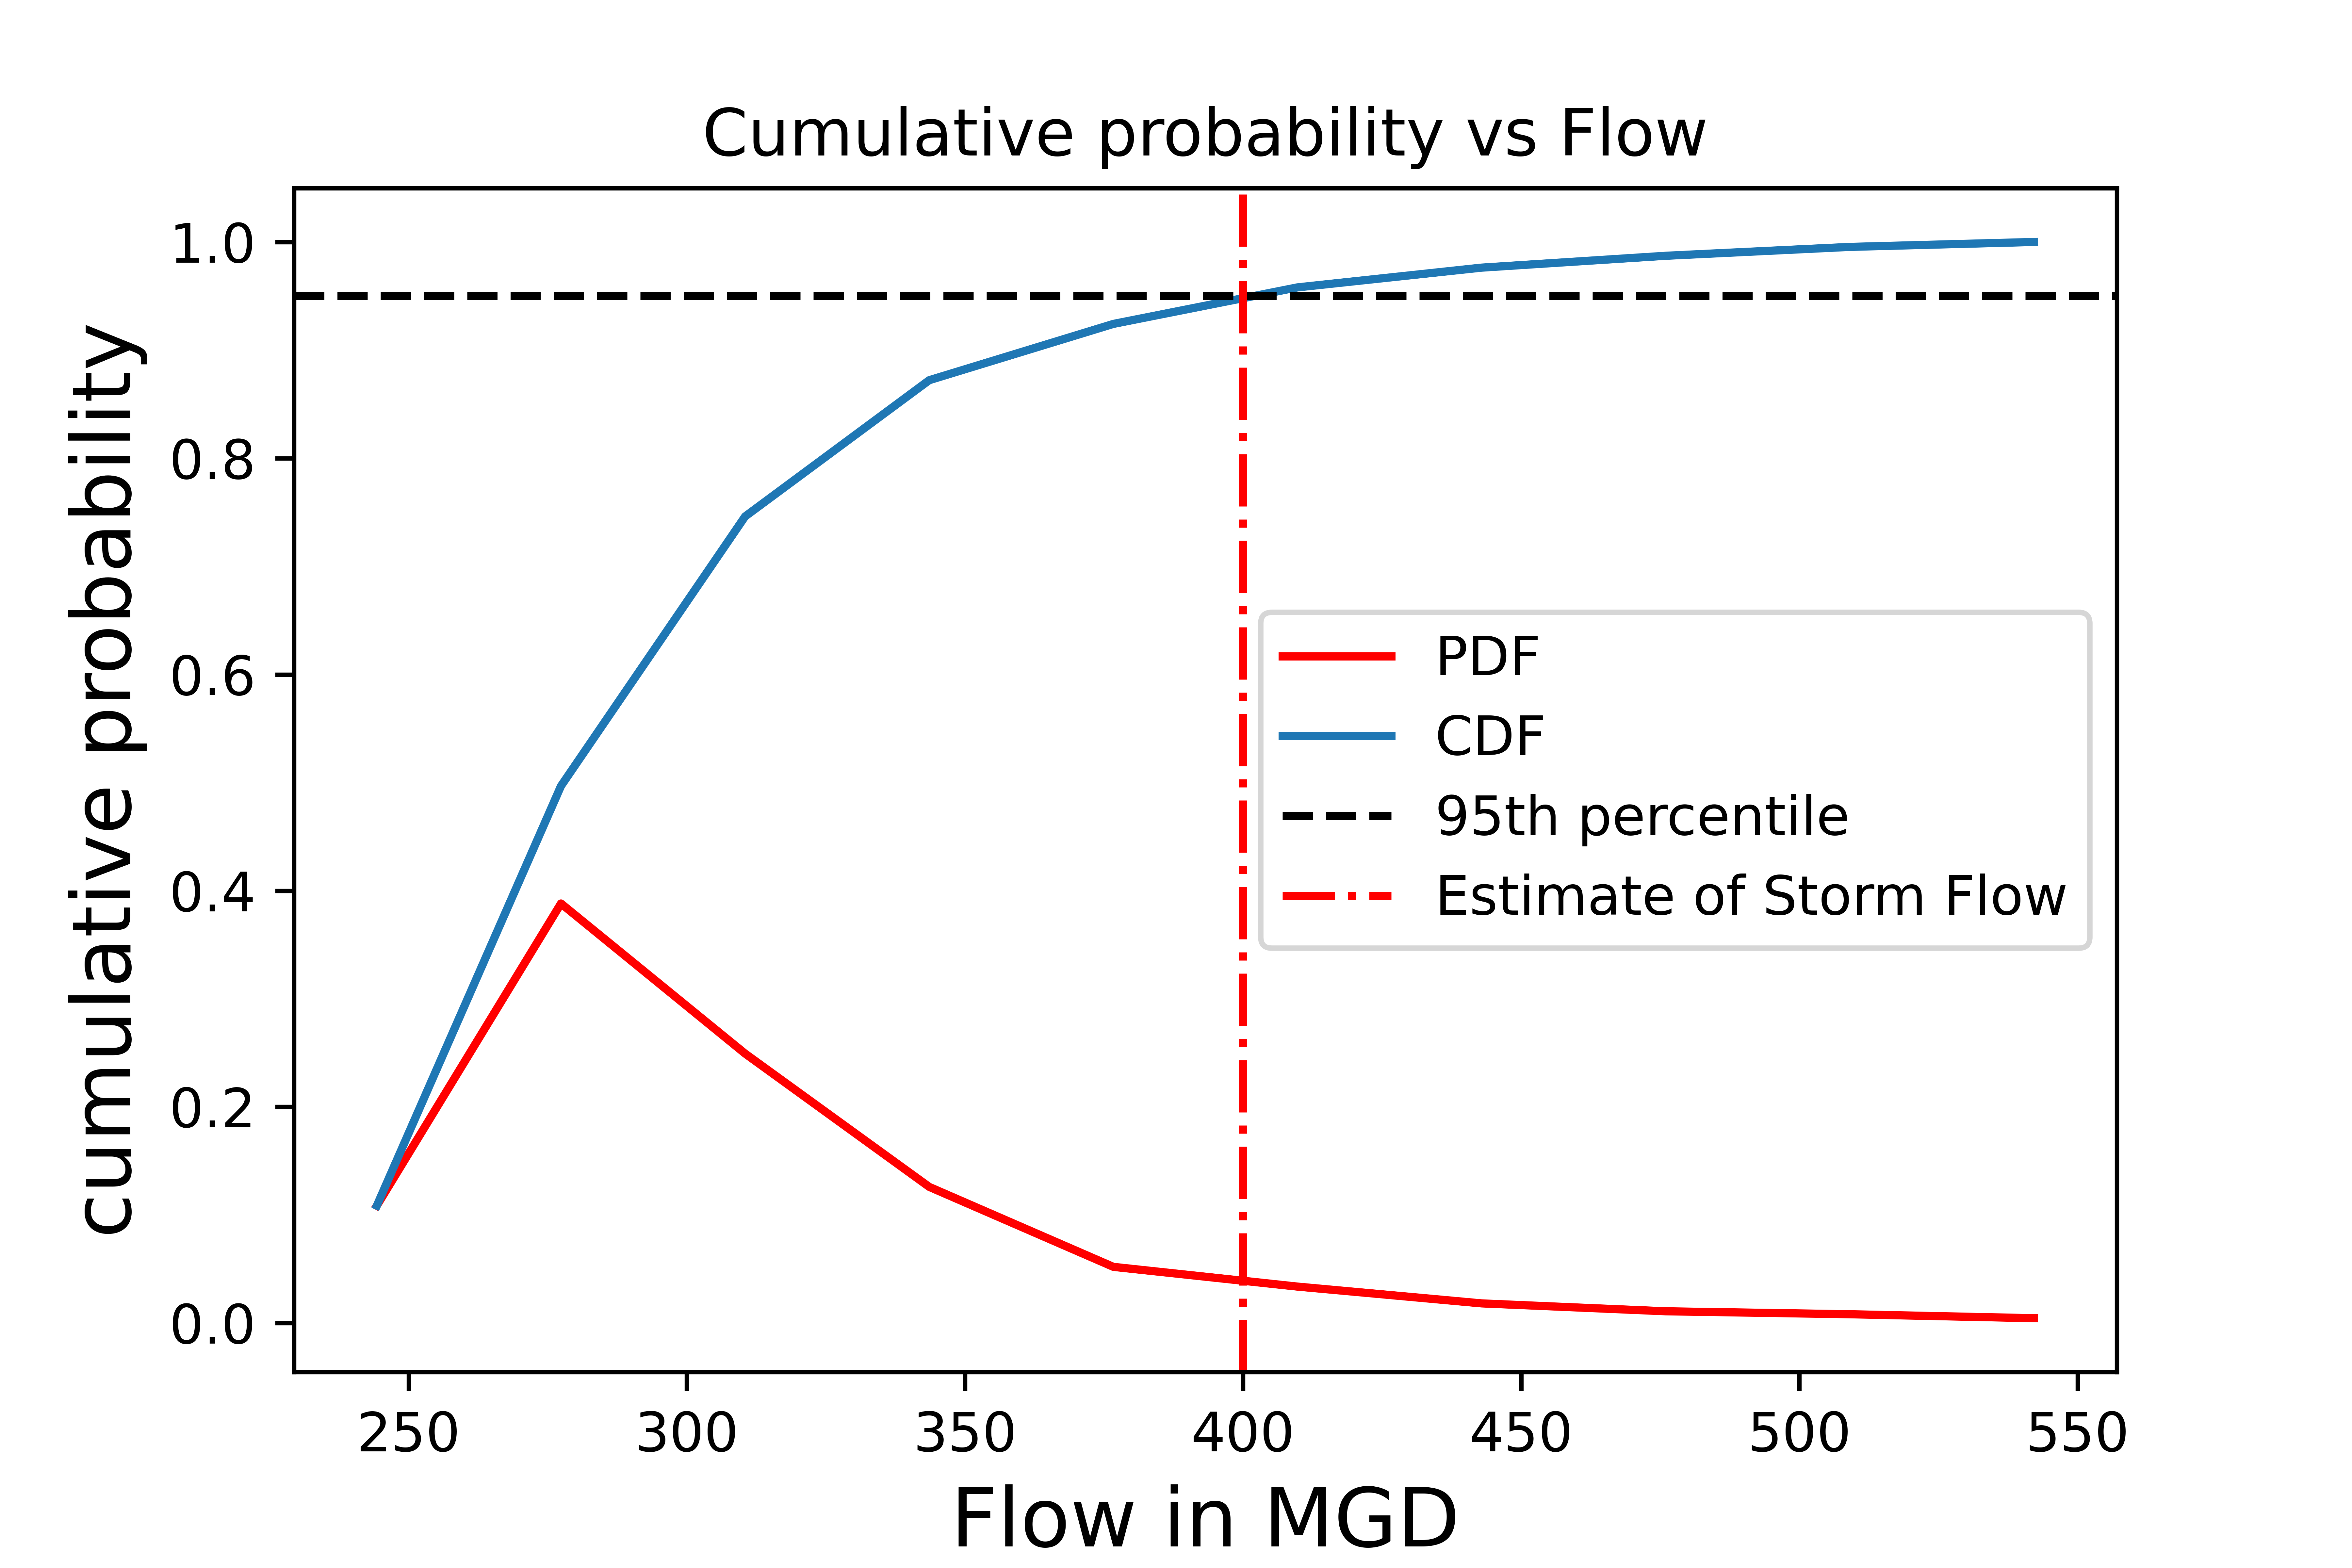 Cumulative probability vs Flow
cumulative probability
1.0
0.8
0.6
0.4
0.2
0.0
PDF
CDF
95th percentile
Estimate of Storm Flow
250 300 350 400 450 500 550
Flow in MGD